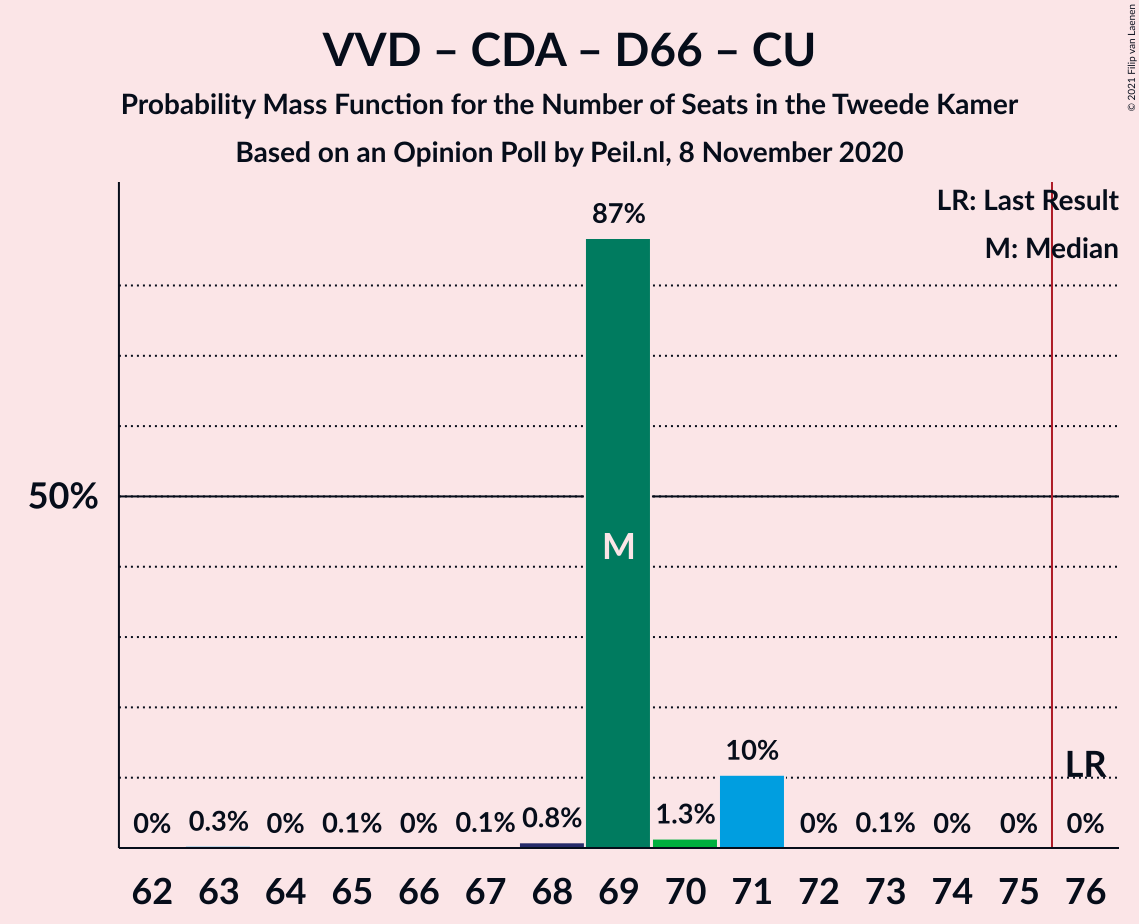 VVD – CDA – D66 – CU
Probability Mass Function for the Number of Seats in the Tweede Kamer
Based on an Opinion Poll by Peil.nl, 8 November 2020
© 2021 Filip van Laenen
LR: Last Result
M: Median
87%
50%
M
10%
LR
0% 0.3% 0% 0.1% 0% 0.1% 0.8% 1.3% 0% 0.1% 0% 0% 0%
62 63 64 65 66 67 68 69 70 71 72 73 74 75 76